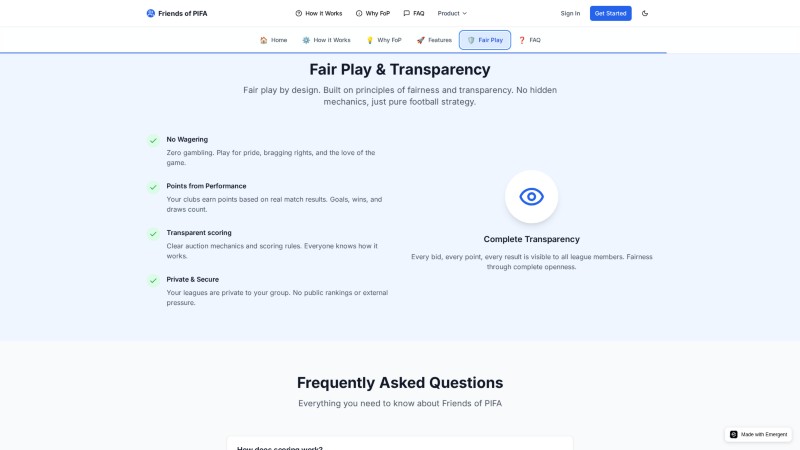 Friends of PIFA
How it Works
Why FoP
FAQ
Product
Sign In
Get Started
Home
How it Works
Why FoP
Features
Fair Play
FAQ
Fair Play & Transparency
Fair play by design. Built on principles of fairness and transparency. No hidden
mechanics, just pure football strategy.
No Wagering
Zero gambling. Play for pride, bragging rights, and the love of the
game.
Points from Performance
Your clubs earn points based on real match results. Goals, wins, and
draws count.
Transparent scoring
Clear auction mechanics and scoring rules. Everyone knows how it
works.
Private & Secure
Your leagues are private to your group. No public rankings or external
pressure.
Complete Transparency
Every bid, every point, every result is visible to all league members. Fairness
through complete openness.
Frequently Asked Questions
Everything you need to know about Friends of PIFA
How does scoring work?
Made with Emergent